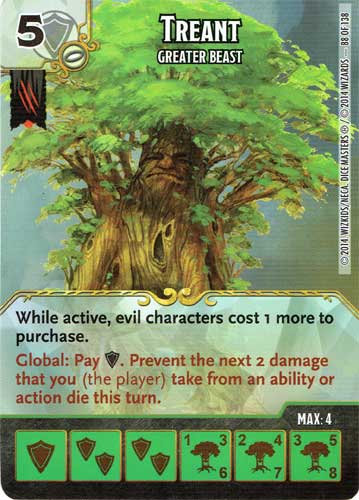 5
TREANT
GREATER BEAST
© 2014 WIZKIDS/NECA. DICE MASTERS ® / © 2014 WIZARDS — 88 OF 138
While active, evil characters cost 1 more to
purchase.
Global: Pay . Prevent the next 2 damage
that you (the player) take from an ability or
action die this turn.
MAX: 4
1 3 6
2 4 7
3 5 8